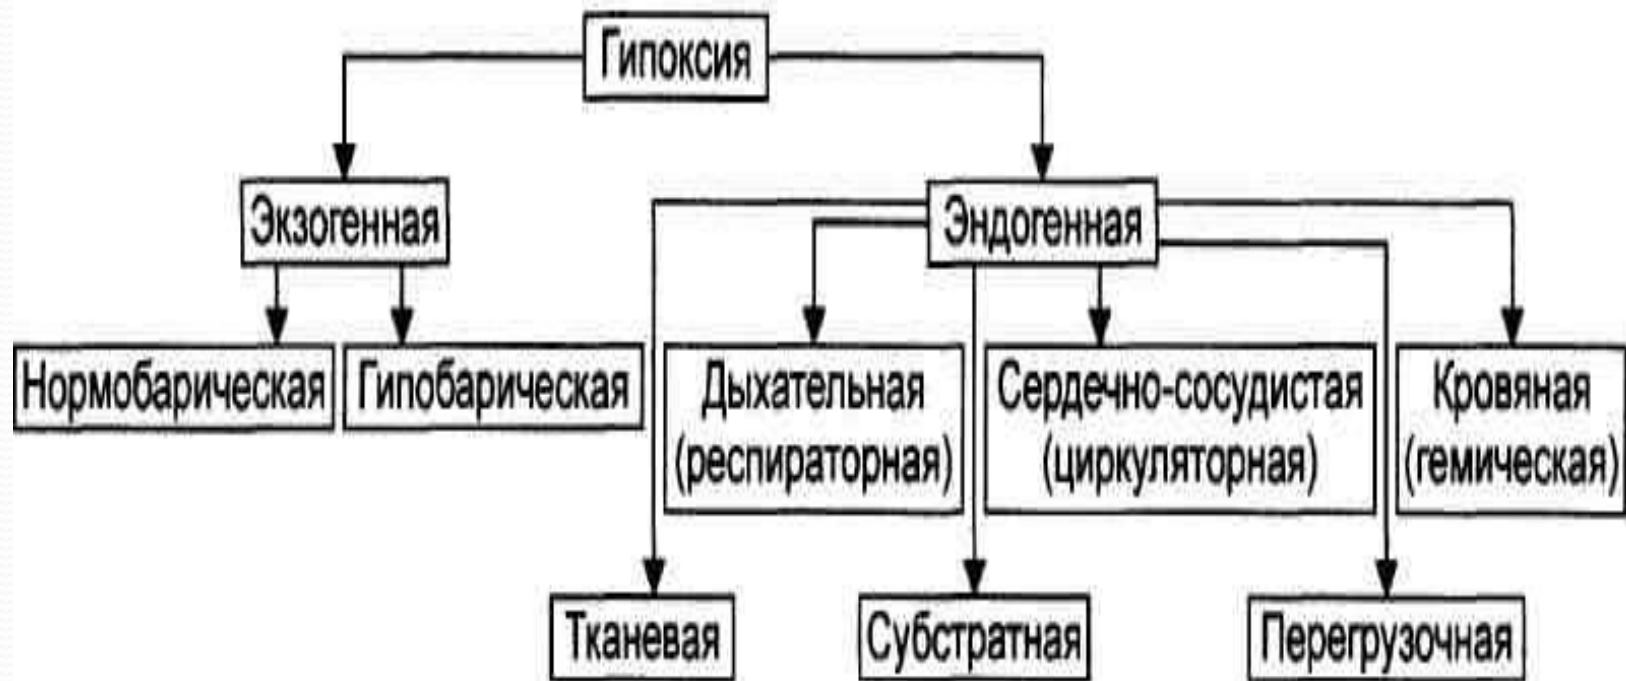 Гипоксия
Экзогенная
Эндогенная
Нормобарическая
Гипобарическая
Дыхательная
(респираторная)
Сердечно-сосудистая
(циркуляторная)
Кровяная
(гемическая)
Тканевая
Субстратная
Перегрузочная